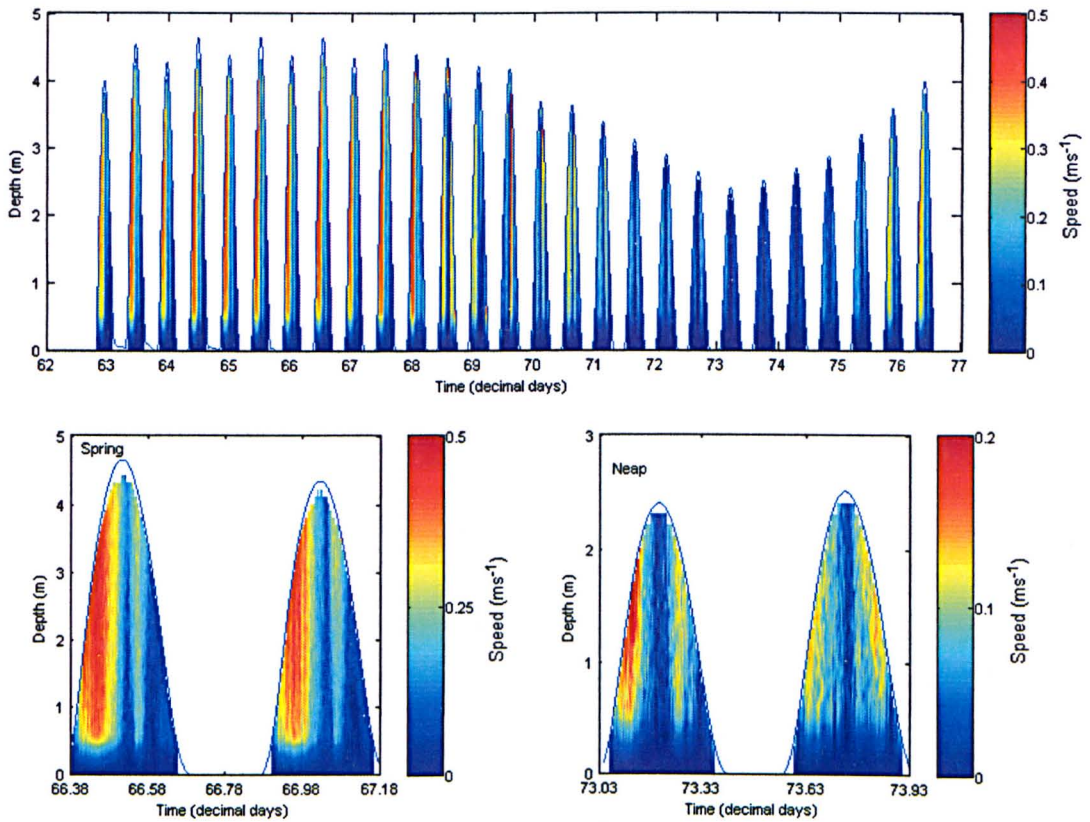 5
4
3
2
1
0
Depth (m)
62 63 64 65 66 67 68 69 70 71 72 73 74 75 76 77
Time (decimal days)
0.5
0.4
0.3
0.2
0.1
0
Speed (ms-1)
Spring
5
4
3
2
1
0
Depth (m)
66.38 66.58 66.78 66.98 67.18
Time (decimal days)
0.5
0.25
0
Speed (ms-1)
Neap
3
2
1
0
Depth (m)
73.03 73.33 73.63 73.93
Time (decimal days)
0.2
0.1
0
Speed (ms-1)